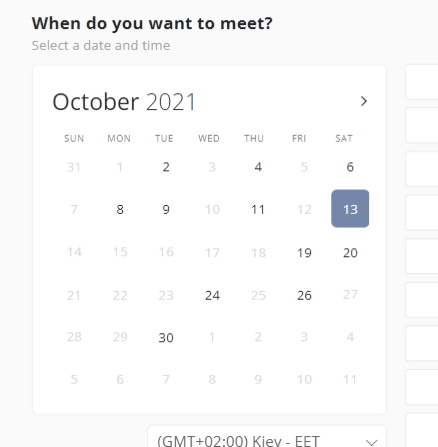 When do you want to meet?
Select a date and time
October 2021
SUN MON TUE WED THU FRI SAT
31 1 2 3 4 5 6
7 8 9 10 11 12 13
14 15 16 17 18 19 20
21 22 23 24 25 26 27
28 29 30 1 2 3 4
5 6 7 8 9 10 11
(GMT+02:00) Kiev - EET